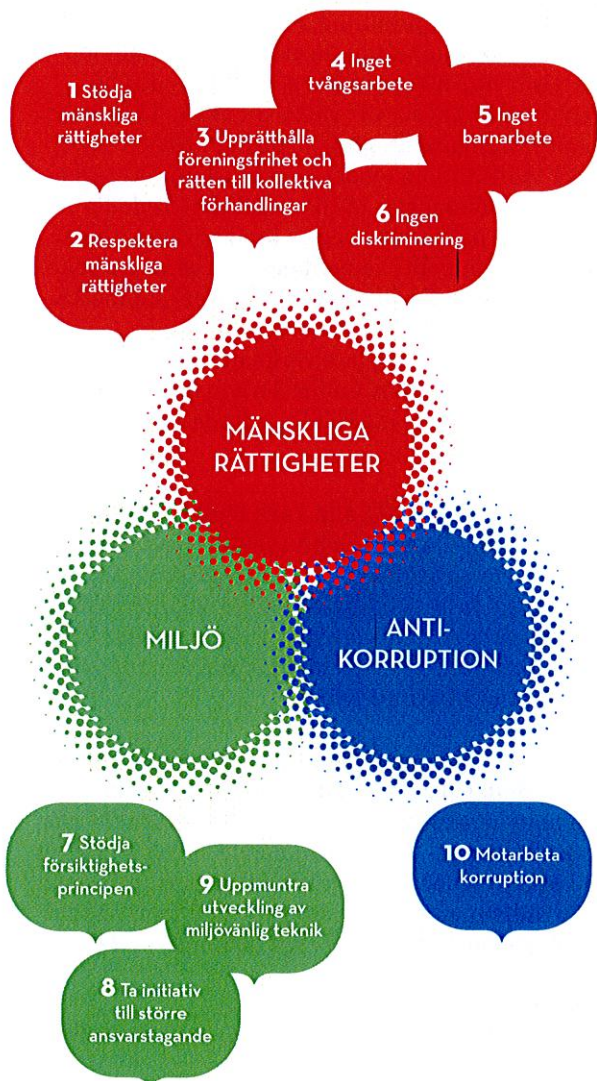 1 Stödja
mänskliga
rättigheter
2 Respektera
mänskliga
rättigheter
3 Upprätthålla
föreningsfrihet och
rätten till kollektiva
förhandlingar
4 Inget
tvångsarbete
5 Inget
barnarbete
6 Ingen
diskriminering
MÄNSKLIGA
RÄTTIGHETER
MILJÖ
ANTI-
KORRUPTION
7 Stödja
försiktighets-
principen
8 Ta initiativ
till större
ansvarstagande
9 Uppmuntra
utveckling av
miljövänlig teknik
10 Motarbeta
korruption